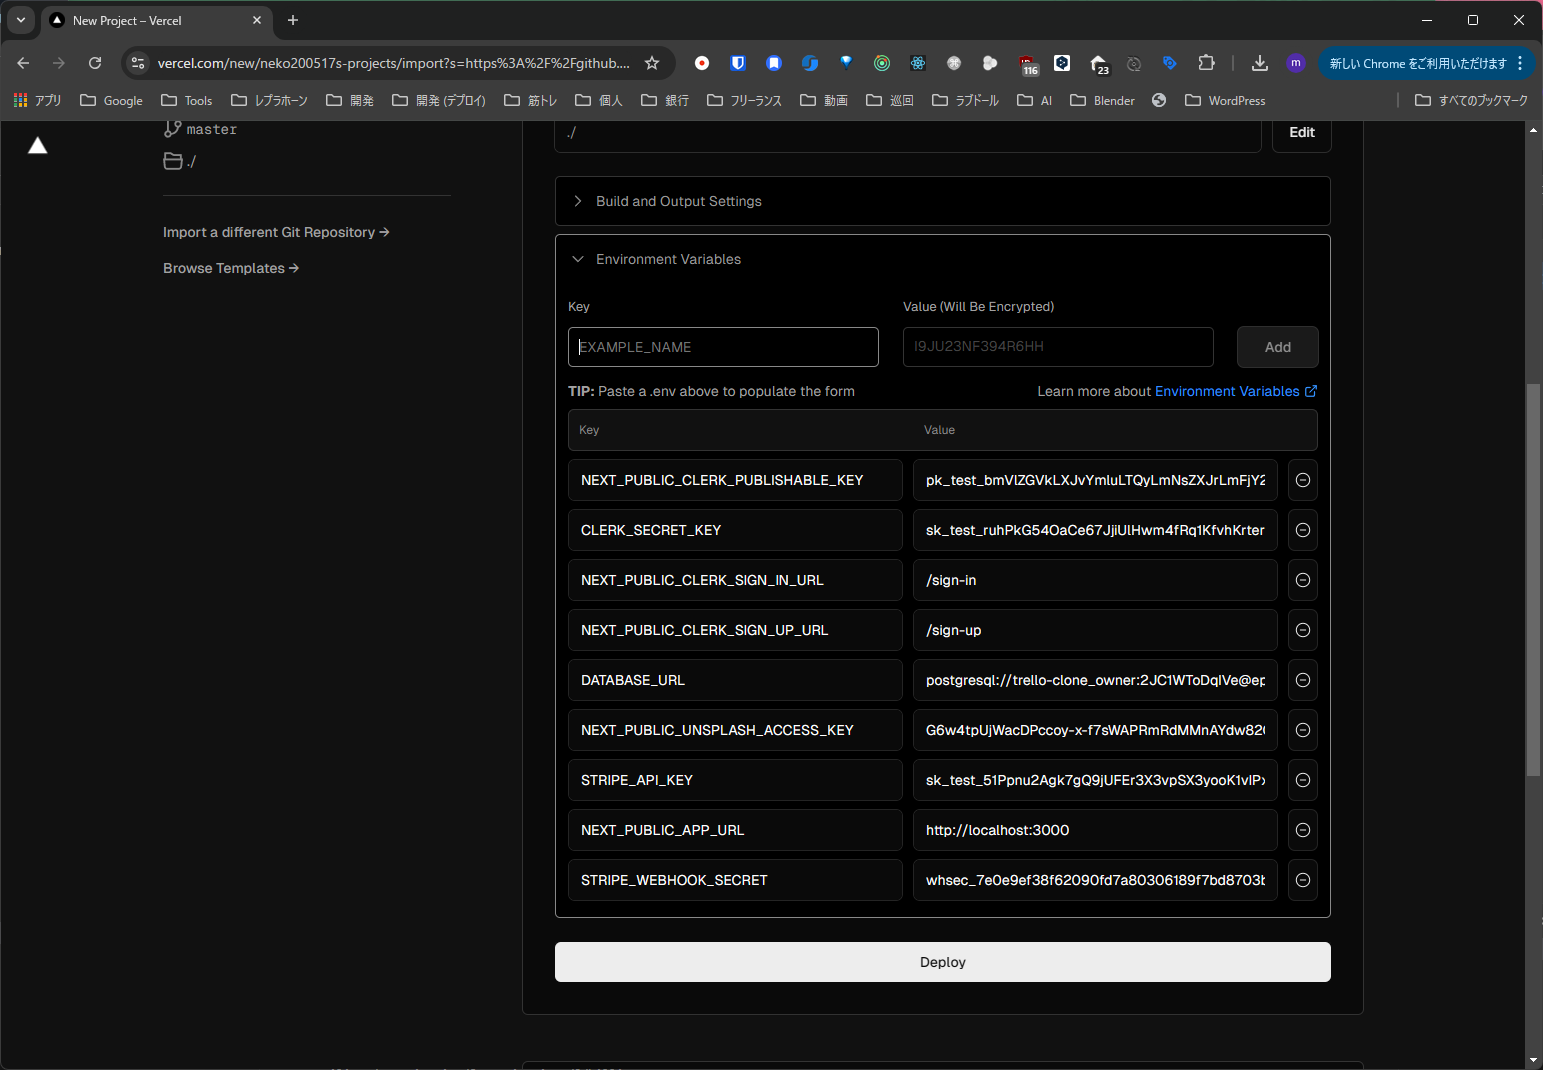 New Project – Vercel
vercel.com/new/neko200517s-projects/import?s=https%3A%2F%2Fgithub....
116
23
m
新しい Chrome をご利用いただけます
アプリ
Google
Tools
レプラホーン
開発
開発 (デプロイ)
筋トレ
個人
銀行
フリーランス
動画
巡回
ラブドール
AI
Blender
WordPress
すべてのブックマーク
master
./
Import a different Git Repository →
Browse Templates →
./
Edit
Build and Output Settings
Environment Variables
Key
Value (Will Be Encrypted)
EXAMPLE_NAME
I9JU23NF394R6HH
Add
TIP: Paste a .env above to populate the form
Learn more about Environment Variables
Key
Value
NEXT_PUBLIC_CLERK_PUBLISHABLE_KEY
pk_test_bmVlZGVkLXJvYmluLTQyLmNsZXJrLmFjY2
CLERK_SECRET_KEY
sk_test_ruhPkG54OaCe67JjiUlHwm4fRq1KfvhKrter
NEXT_PUBLIC_CLERK_SIGN_IN_URL
/sign-in
NEXT_PUBLIC_CLERK_SIGN_UP_URL
/sign-up
DATABASE_URL
postgresql://trello-clone_owner:2JC1WToDqIVe@ep
NEXT_PUBLIC_UNSPLASH_ACCESS_KEY
G6w4tpUjWacDPccoy-x-f7sWAPRmRdMMnAYdw82
STRIPE_API_KEY
sk_test_51Ppnu2Agk7gQ9jUFEr3X3vpSX3yooK1vIPx
NEXT_PUBLIC_APP_URL
http://localhost:3000
STRIPE_WEBHOOK_SECRET
whsec_7e0e9ef38f62090fd7a80306189f7bd8703b
Deploy